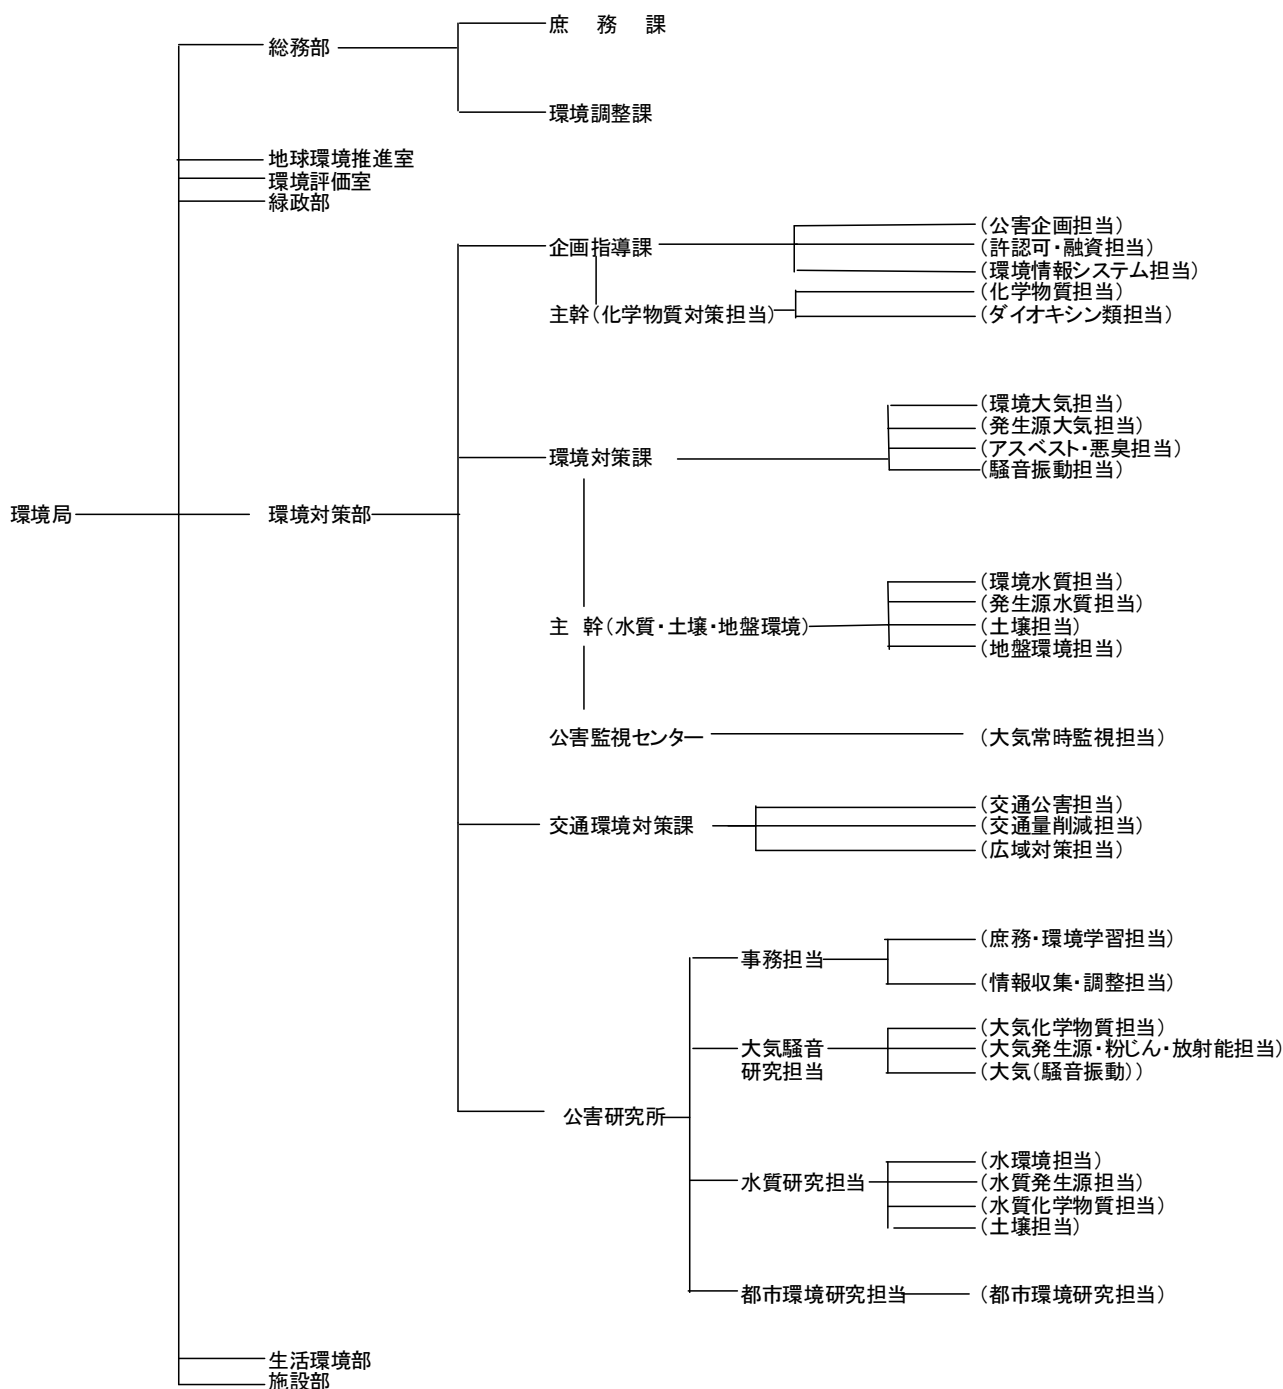 庶務課
総務部
環境調整課
地球環境推進室
環境評価室
緑政部
(公害企画担当)
企画指導課
(許認可・融資担当)
(環境情報システム担当)
(化学物質担当)
主幹(化学物質対策担当)
(ダイオキシン類担当)
(環境大気担当)
(発生源大気担当)
(アスベスト・悪臭担当)
環境対策課
(騒音振動担当)
環境局
環境対策部
(環境水質担当)
(発生源水質担当)
主 幹(水質・土壌・地盤環境)
(土壌担当)
(地盤環境担当)
公害監視センター
(大気常時監視担当)
(交通公害担当)
交通環境対策課
(交通量削減担当)
(広域対策担当)
(庶務・環境学習担当)
事務担当
(情報収集・調整担当)
(大気化学物質担当)
大気騒音
研究担当
(大気発生源・粉じん・放射能担当)
(大気(騒音振動))
公害研究所
(水環境担当)
水質研究担当
(水質発生源担当)
(水質化学物質担当)
(土壌担当)
都市環境研究担当
(都市環境研究担当)
生活環境部
施設部